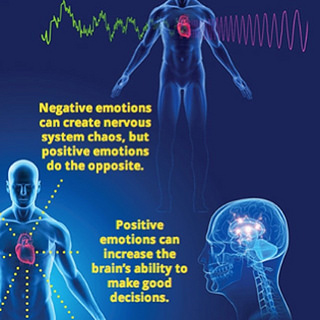 Negative emotions
can create nervous
system chaos, but
positive emotions
do the opposite.
Positive
emotions can
increase the
brain's ability to
make good
decisions.